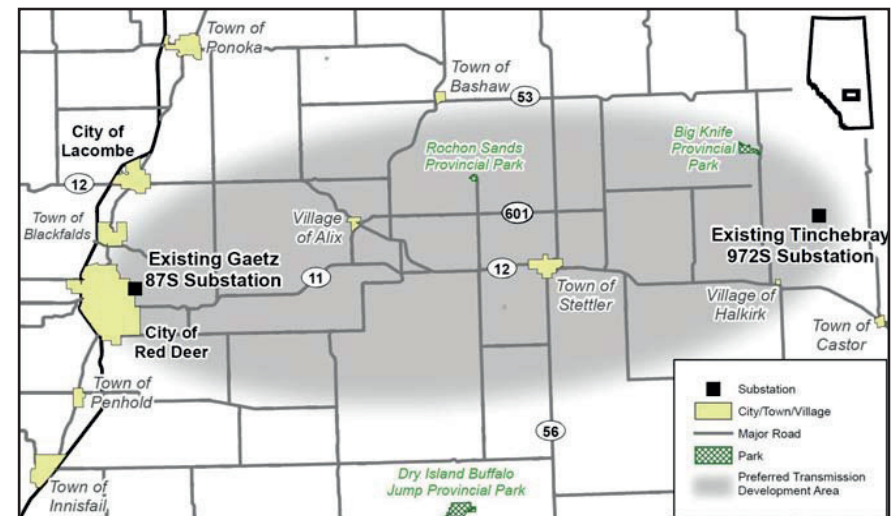 Town of
Ponoka
Town of
Bashaw
53
City of
Lacombe
Rochon Sands
Provincial Park
Big Knife
Provincial
Park
12
Town of
Blackfalds
Village
of Alix
601
Existing Gaetz
87S Substation
Existing Tinchebray
972S Substation
11
12
Town of
Stettler
Village of
Halkirk
City of
Red Deer
Town of
Castor
Town of
Penhold
56
Substation
City/Town/Village
Major Road
Park
Preferred Transmission
Development Area
Dry Island Buffalo
Jump Provincial Park
Town of
Innisfail